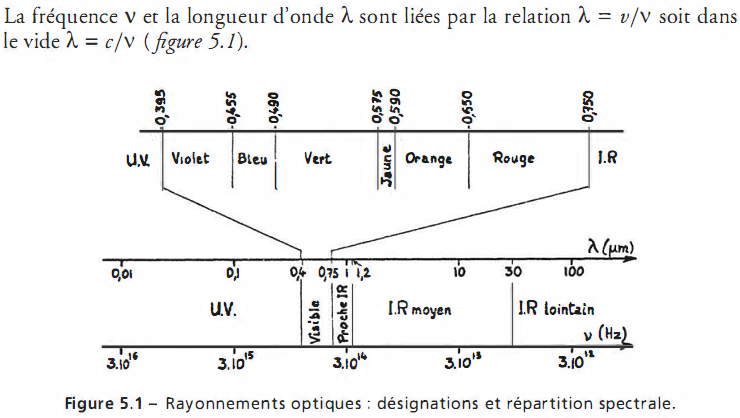 La fréquence ν et la longueur d'onde λ sont liées par la relation λ = v/ν soit dans
le vide λ = c/ν (figure 5.1).
0,395 0,455 0,490 0,575 0,590 0,650 0,750
U.V. Violet Bleu Vert Jaune Orange Rouge I.R
λ (μm)
0,01 0,1 0,4 0,75 1 1,2 10 30 100
U.V. Visible Proche IR I.R moyen I.R lointain
ν (Hz)
3.10¹⁶ 3.10¹⁵ 3.10¹⁴ 3.10¹³ 3.10¹²
Figure 5.1 – Rayonnements optiques : désignations et répartition spectrale.